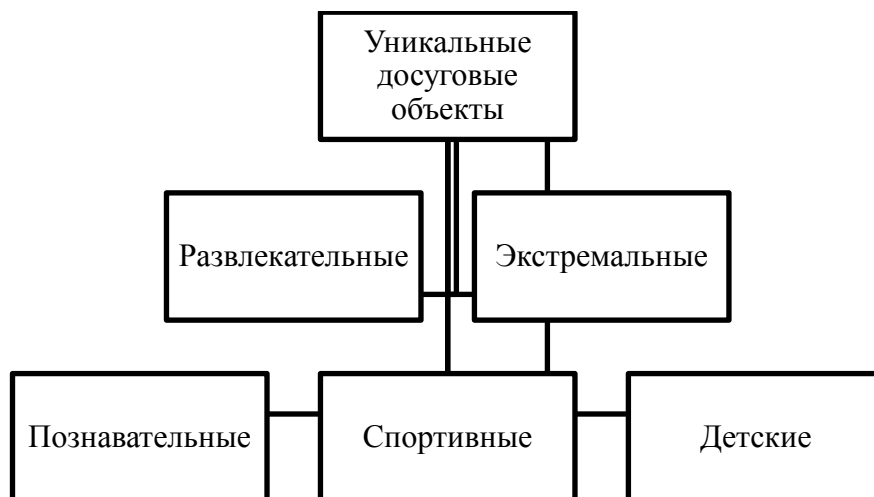 Уникальные
досуговые
объекты
Развлекательные
Экстремальные
Познавательные
Спортивные
Детские